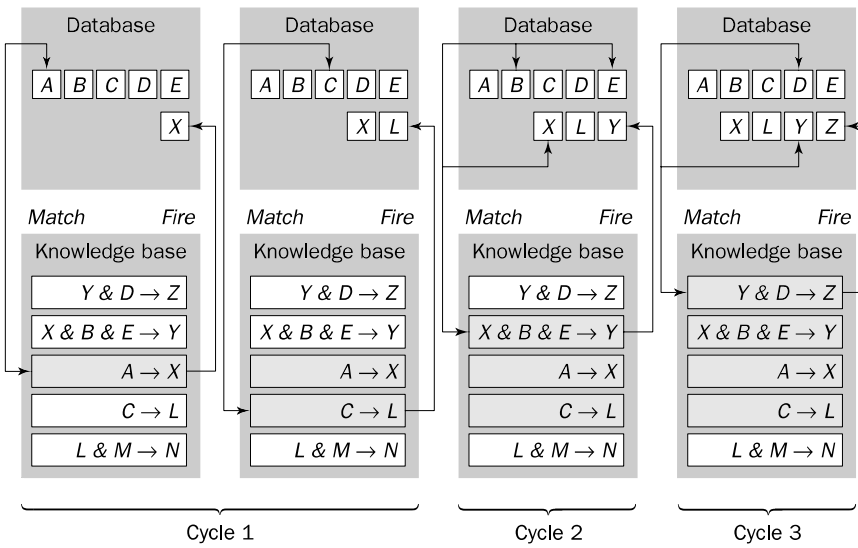 Database
A B C D E
X
Match Fire
Knowledge base
Y & D → Z
X & B & E → Y
A → X
C → L
L & M → N
Database
A B C D E
X L
Match Fire
Knowledge base
Y & D → Z
X & B & E → Y
A → X
C → L
L & M → N
Cycle 1
Database
A B C D E
X L Y
Match Fire
Knowledge base
Y & D → Z
X & B & E → Y
A → X
C → L
L & M → N
Cycle 2
Database
A B C D E
X L Y Z
Match Fire
Knowledge base
Y & D → Z
X & B & E → Y
A → X
C → L
L & M → N
Cycle 3